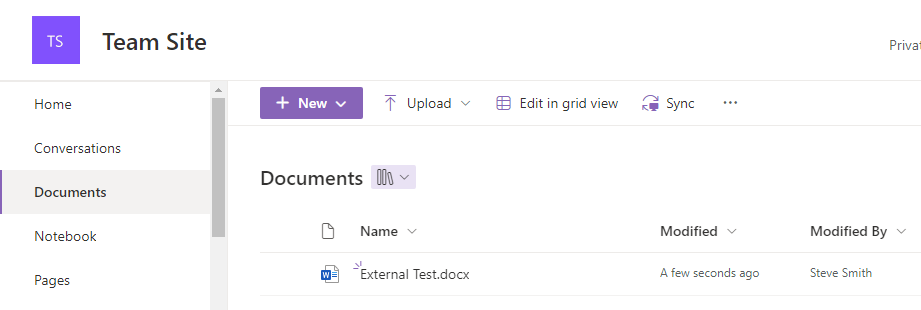 TS
Team Site
Privat
Home
Conversations
Documents
Notebook
Pages
New
Upload
Edit in grid view
Sync
Documents
Name
Modified
Modified By
External Test.docx
A few seconds ago
Steve Smith